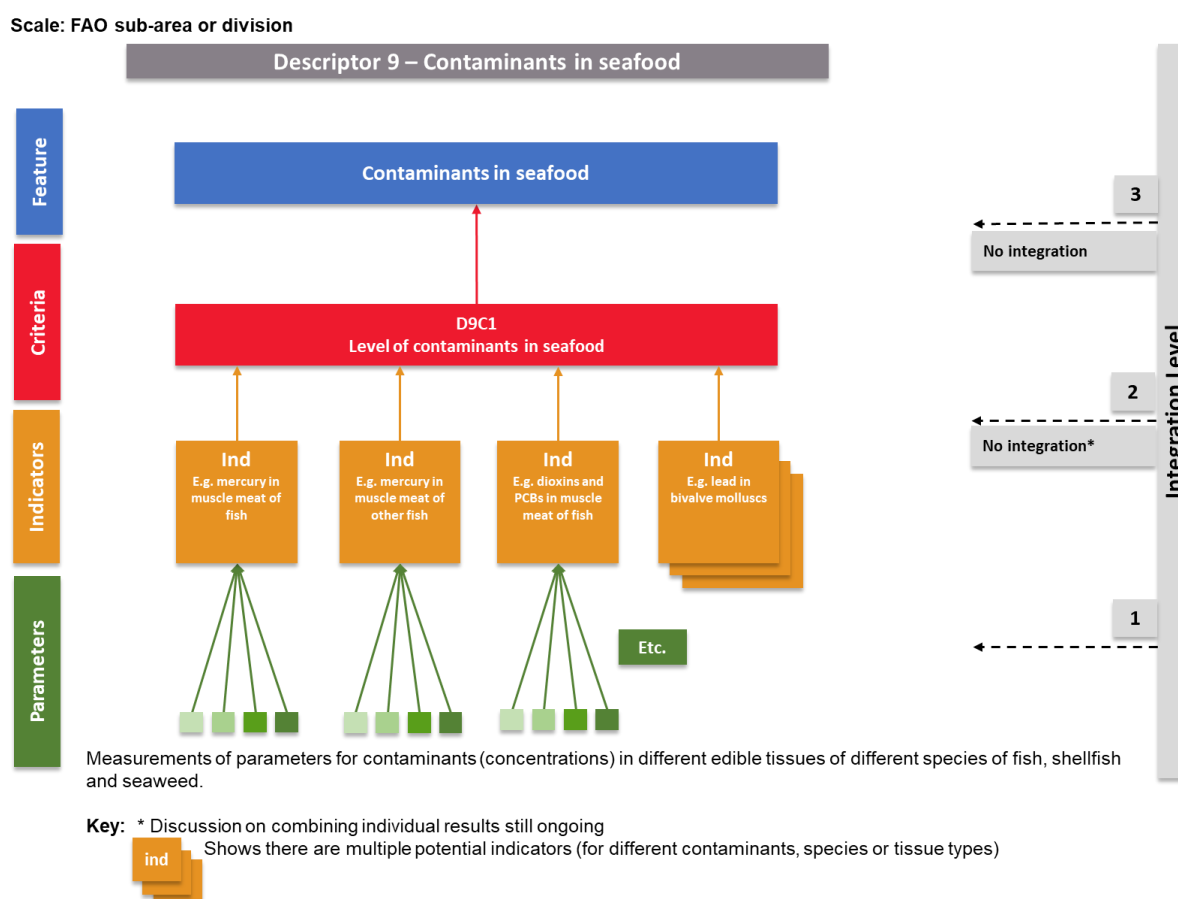 Scale: FAO sub-area or division
Descriptor 9 – Contaminants in seafood
Feature
Contaminants in seafood
3
No integration
Criteria
D9C1
Level of contaminants in seafood
Integration Level
2
No integration*
Indicators
Ind
E.g. mercury in
muscle meat of
fish
Ind
E.g. mercury in
muscle meat of
other fish
Ind
E.g. dioxins and
PCBs in muscle
meat of fish
Ind
E.g. lead in
bivalve molluscs
Parameters
Etc.
1
Measurements of parameters for contaminants (concentrations) in different edible tissues of different species of fish, shellfish
and seaweed.
Key: * Discussion on combining individual results still ongoing
ind
Shows there are multiple potential indicators (for different contaminants, species or tissue types)